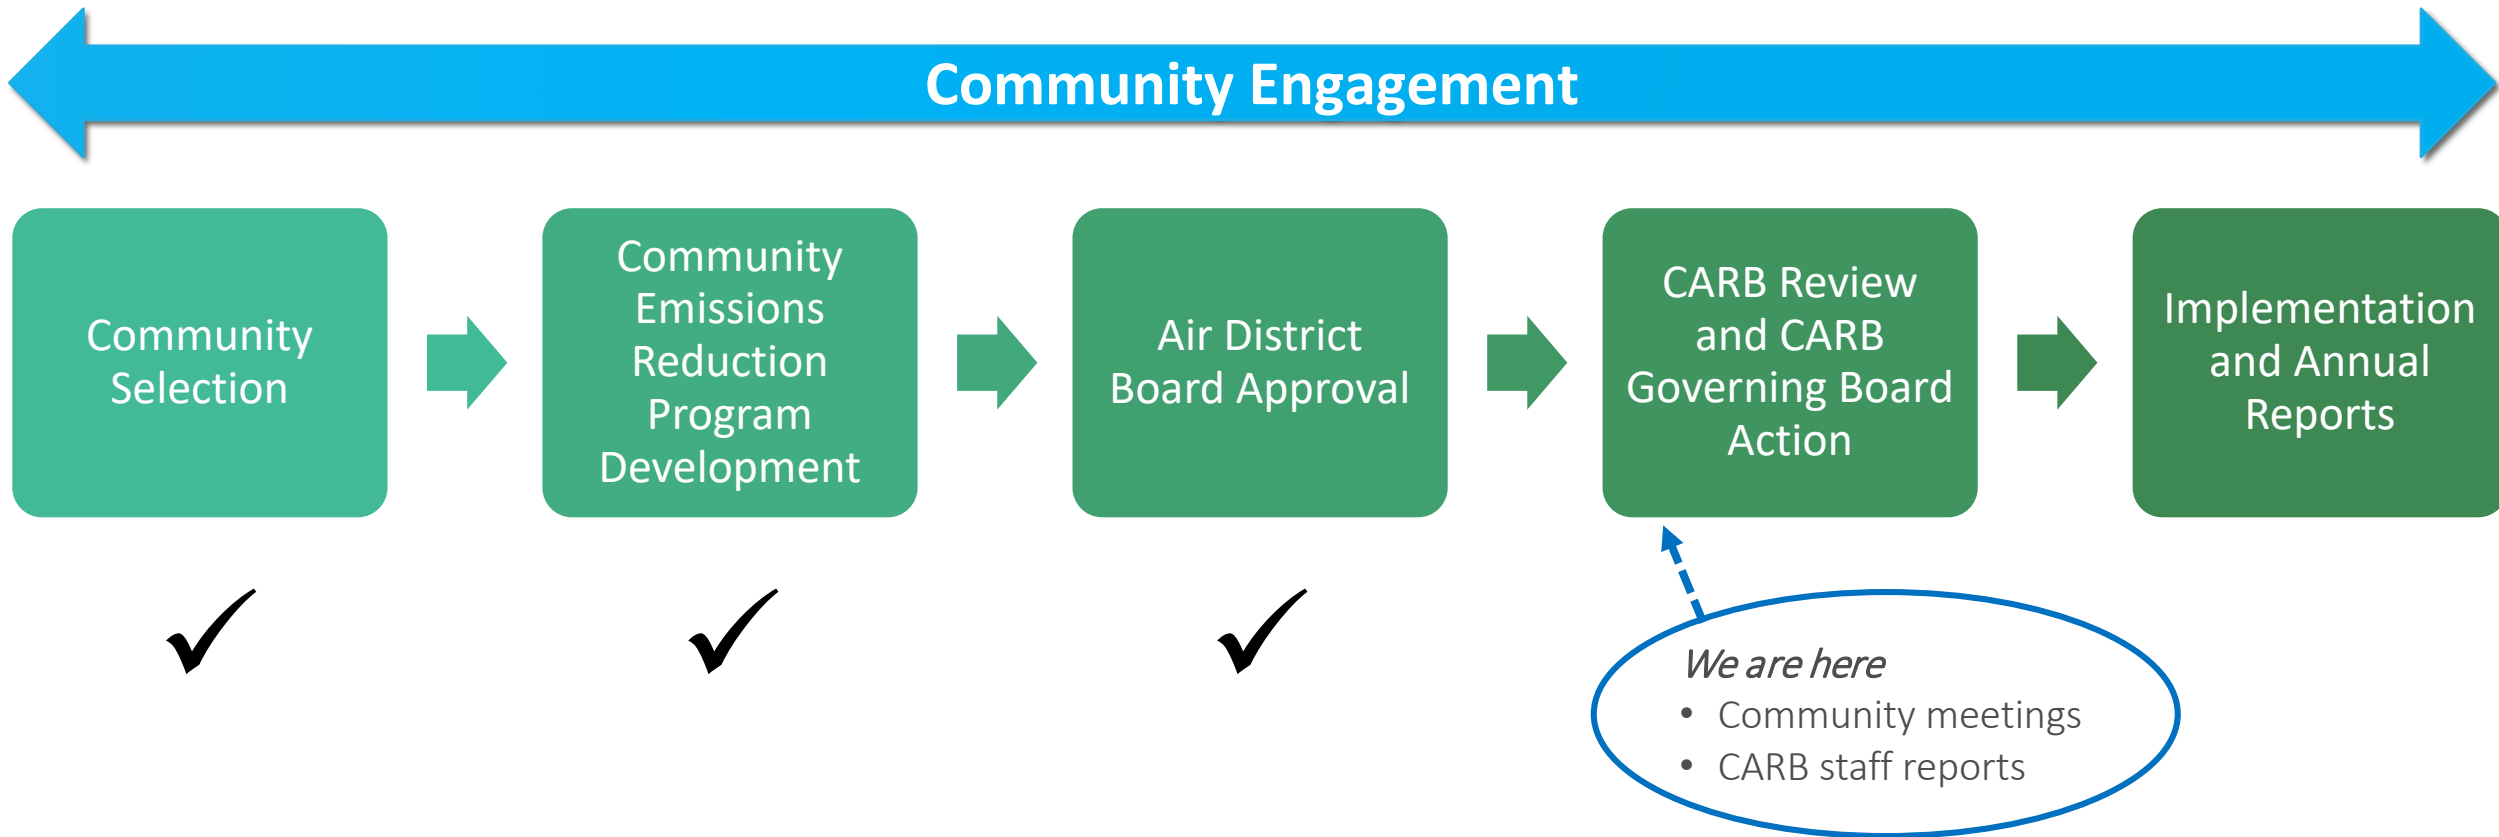 Community Engagement
Community
Selection
Community
Emissions
Reduction
Program
Development
Air District
Board Approval
CARB Review
and CARB
Governing Board
Action
Implementation
and Annual
Reports
We are here
• Community meetings
• CARB staff reports